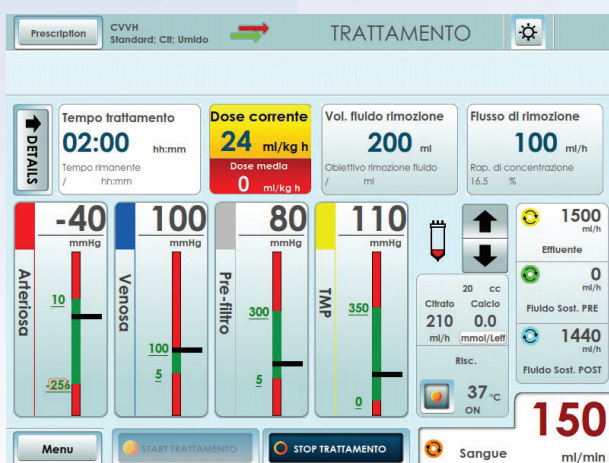 Prescription
CVVH
Standard; Cit; Umido
TRATTAMENTO
DETAILS
Tempo trattamento
02:00 hh:mm
Tempo rimanente
/ hh:mm
Dose corrente
24 ml/kg h
Dose media
0 ml/kg h
Vol. fluido rimozione
200 ml
Obiettivo rimozione fluido
/ ml
Flusso di rimozione
100 ml/h
Rap. di concentrazione
16.5 %
Arteriosa
-40
mmHg
10
-256
Venosa
100
mmHg
100
5
Pre-filtro
80
mmHg
300
5
TMP
110
mmHg
350
0
20 cc
Citrato Calcio
210 0.0
ml/h mmol/Leff
Risc.
37 °C
ON
1500
ml/h
Effluente
0
ml/h
Fluido Sost. PRE
1440
ml/h
Fluido Sost. POST
Menu
START TRATTAMENTO
STOP TRATTAMENTO
150
Sangue ml/min